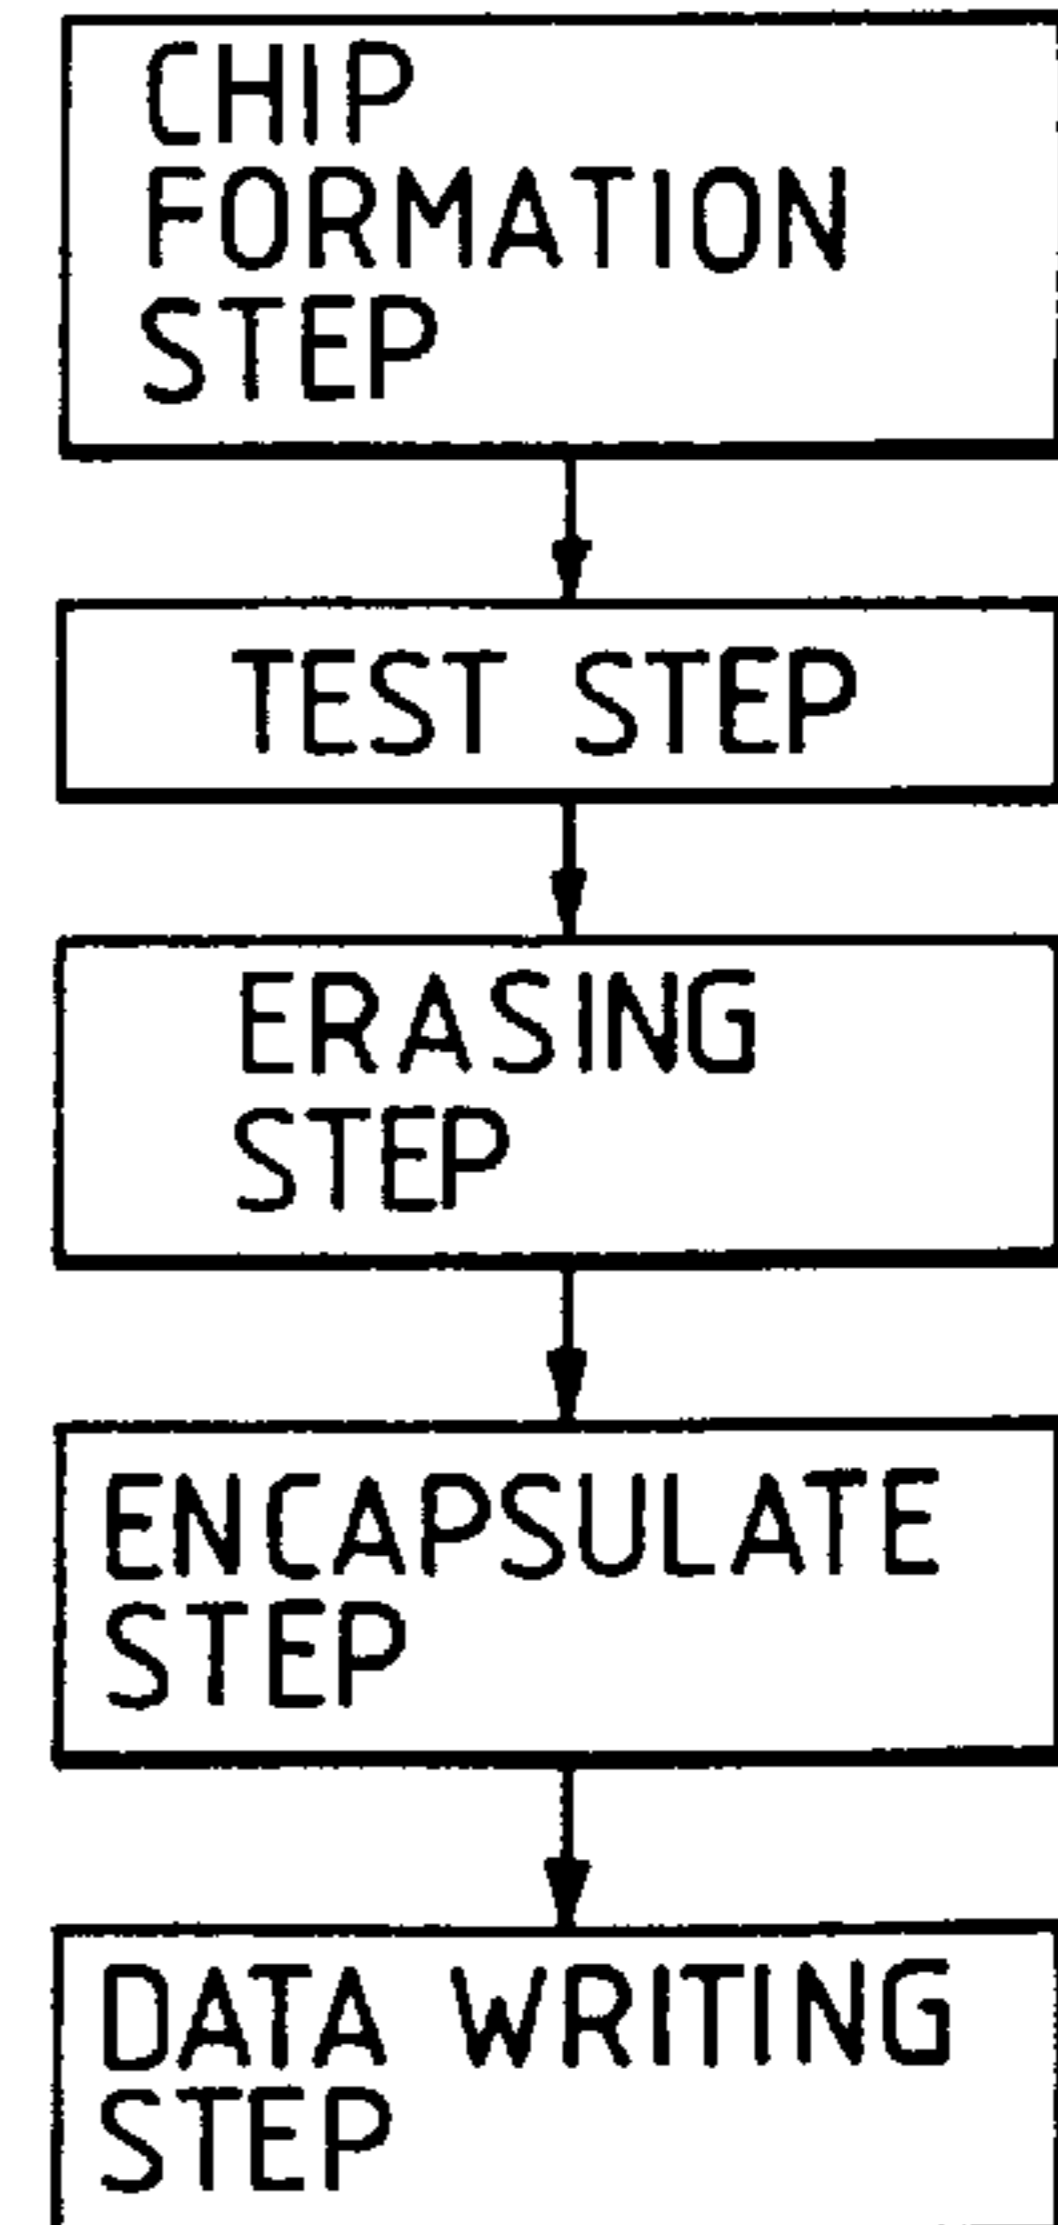 CHIP
FORMATION
STEP
TEST STEP
ERASING
STEP
ENCAPSULATE
STEP
DATA WRITING
STEP